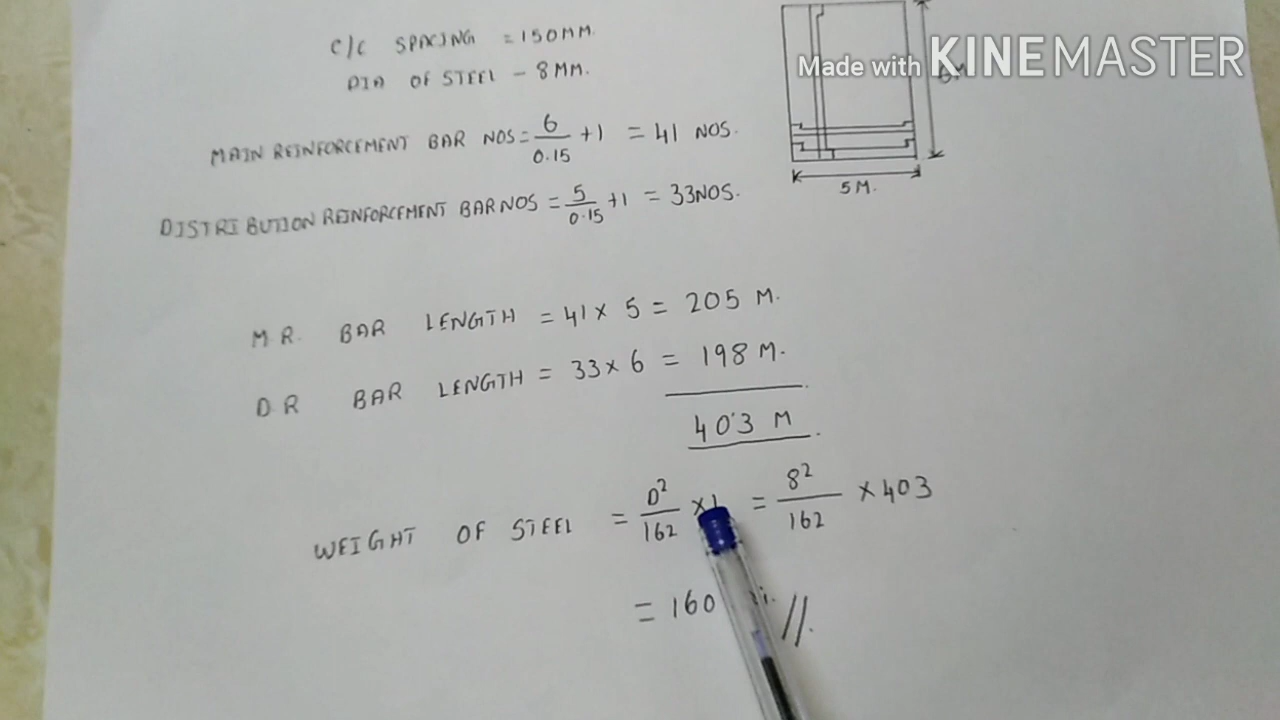 C/C SPACING = 150MM.
DIA OF STEEL - 8MM.
Made with KINEMASTER
MAIN REINFORCEMENT BAR NOS = 6/0.15 + 1 = 41 NOS.
5 M.
DISTRIBUTION REINFORCEMENT BAR NOS = 5/0.15 + 1 = 33NOS.
M.R. BAR LENGTH = 41 × 5 = 205 M.
D.R BAR LENGTH = 33 × 6 = 198 M.
403 M
WEIGHT OF STEEL = D²/162 × = 8²/162 × 403
= 160